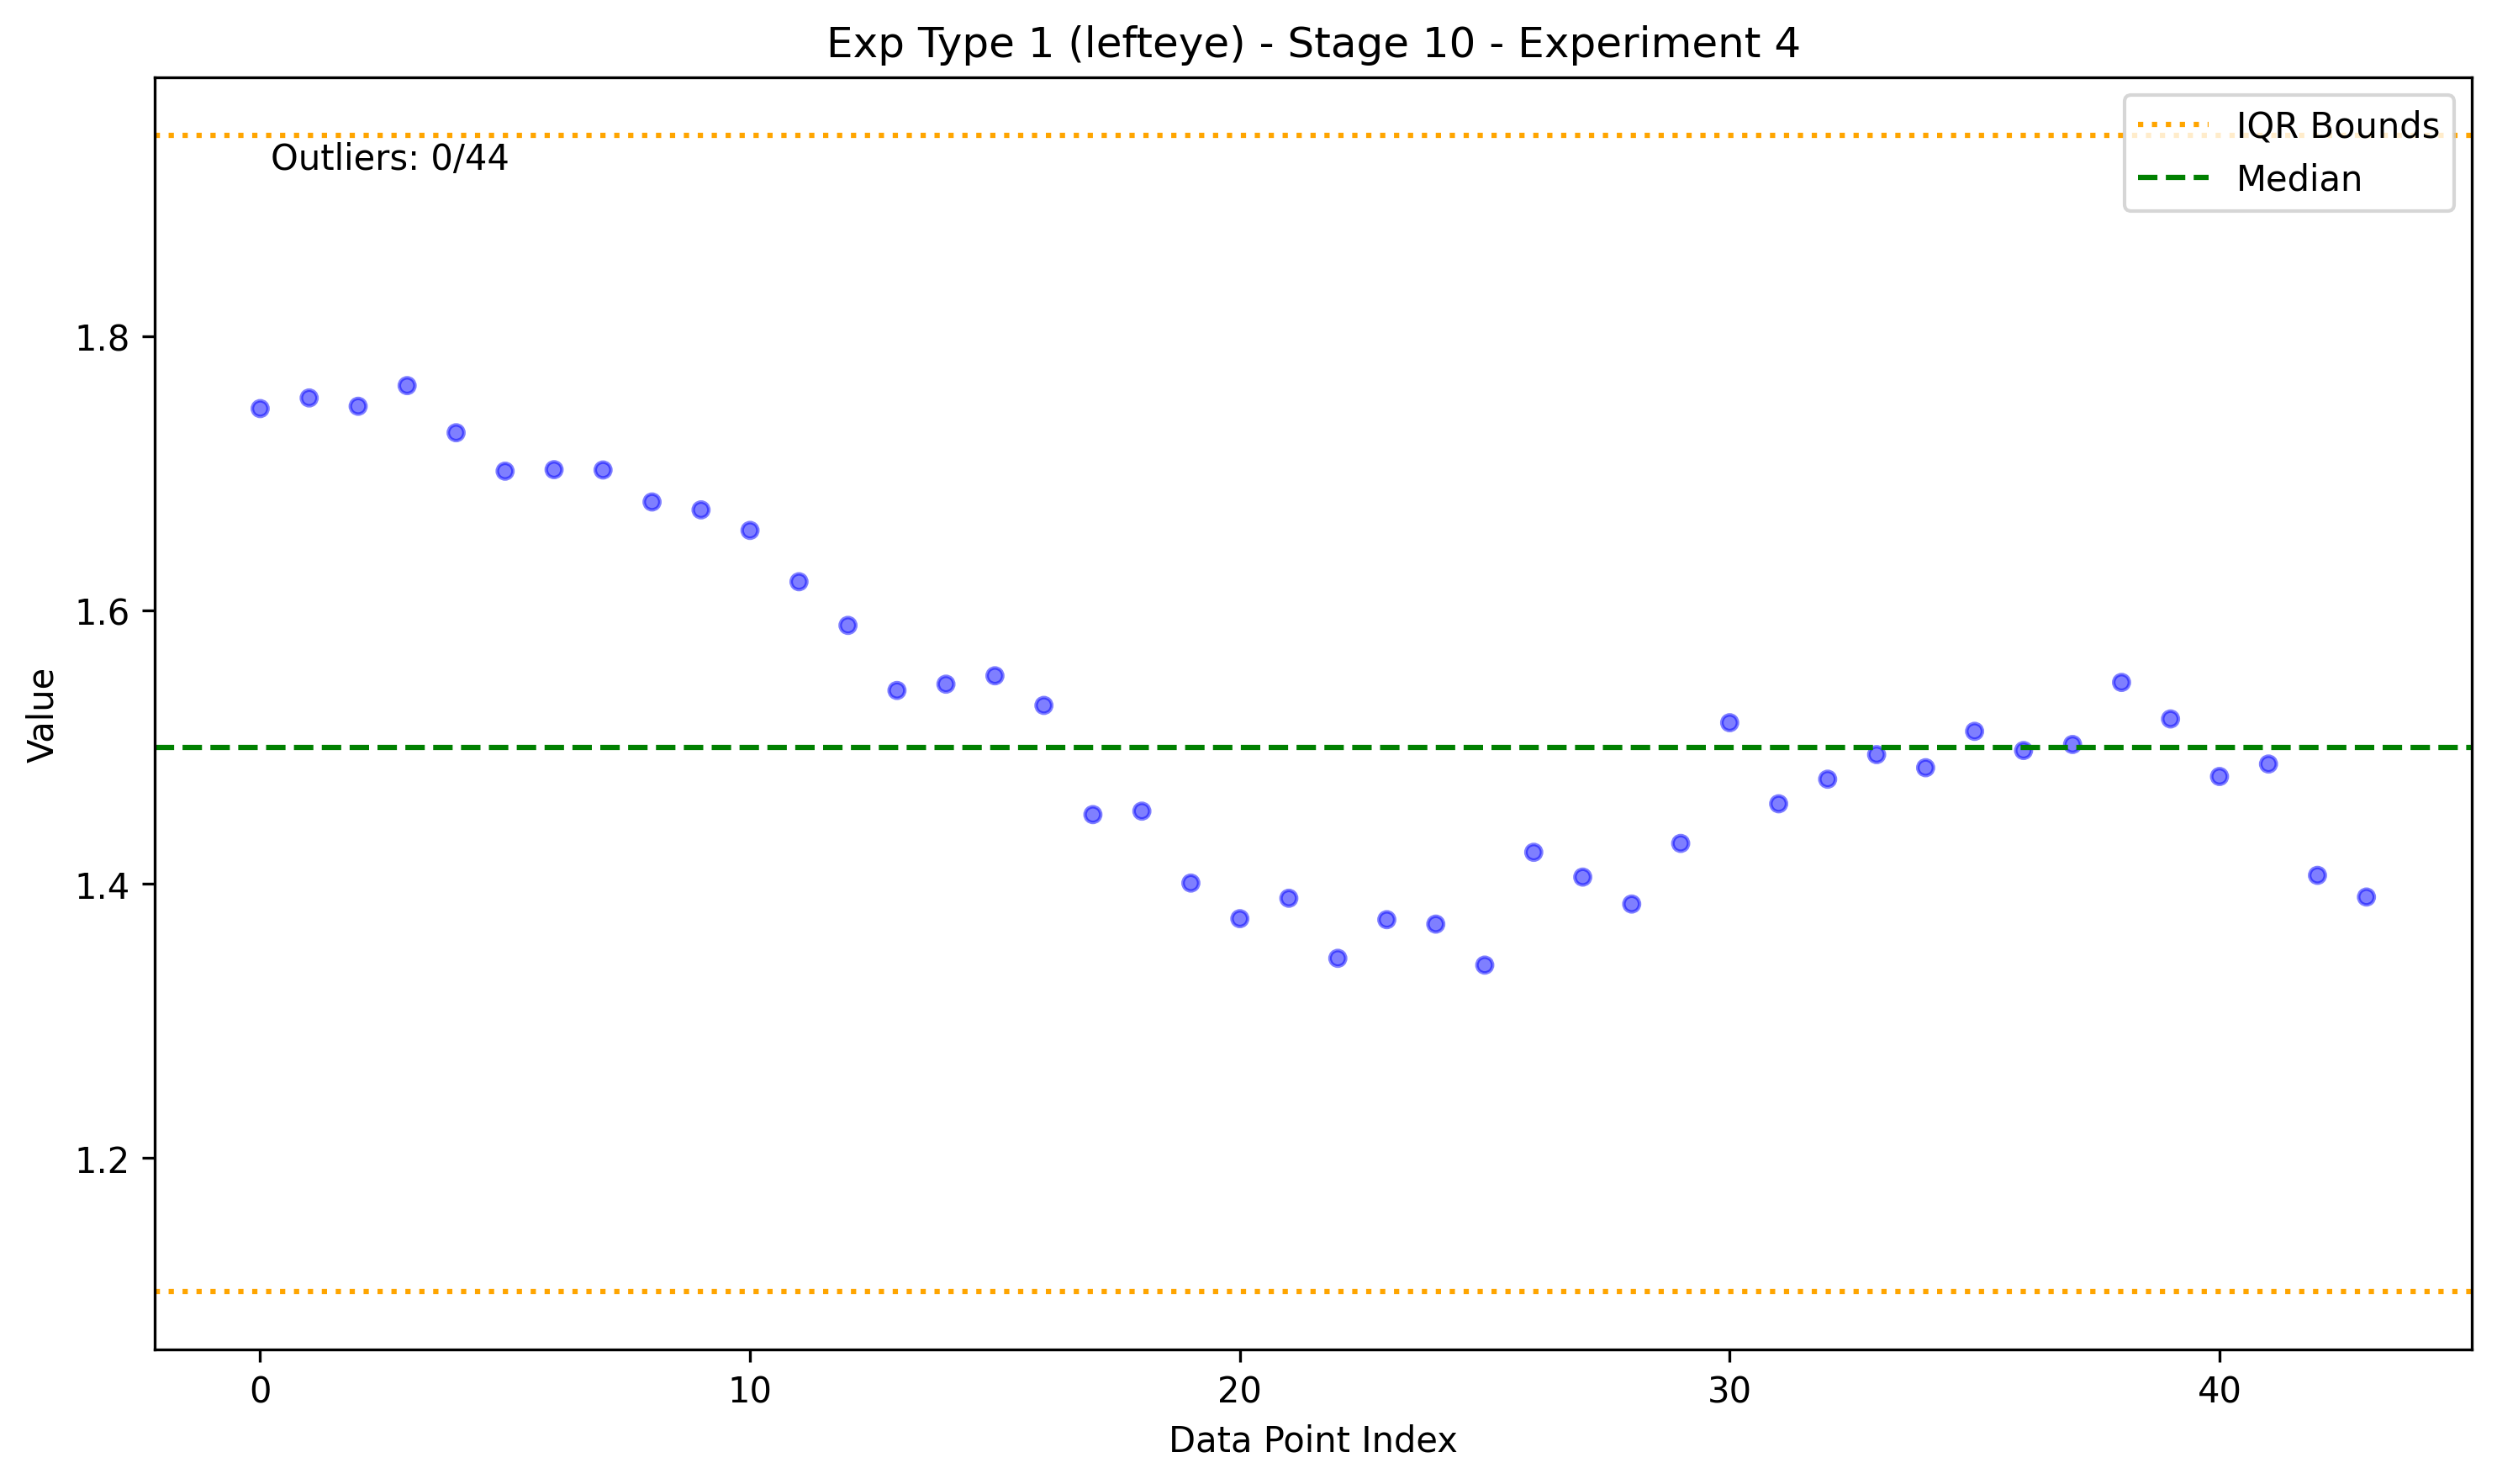 Exp Type 1 (lefteye) - Stage 10 - Experiment 4
IQR Bounds
Median
Outliers: 0/44
1.8
1.6
1.4
1.2
Value
0 10 20 30 40
Data Point Index